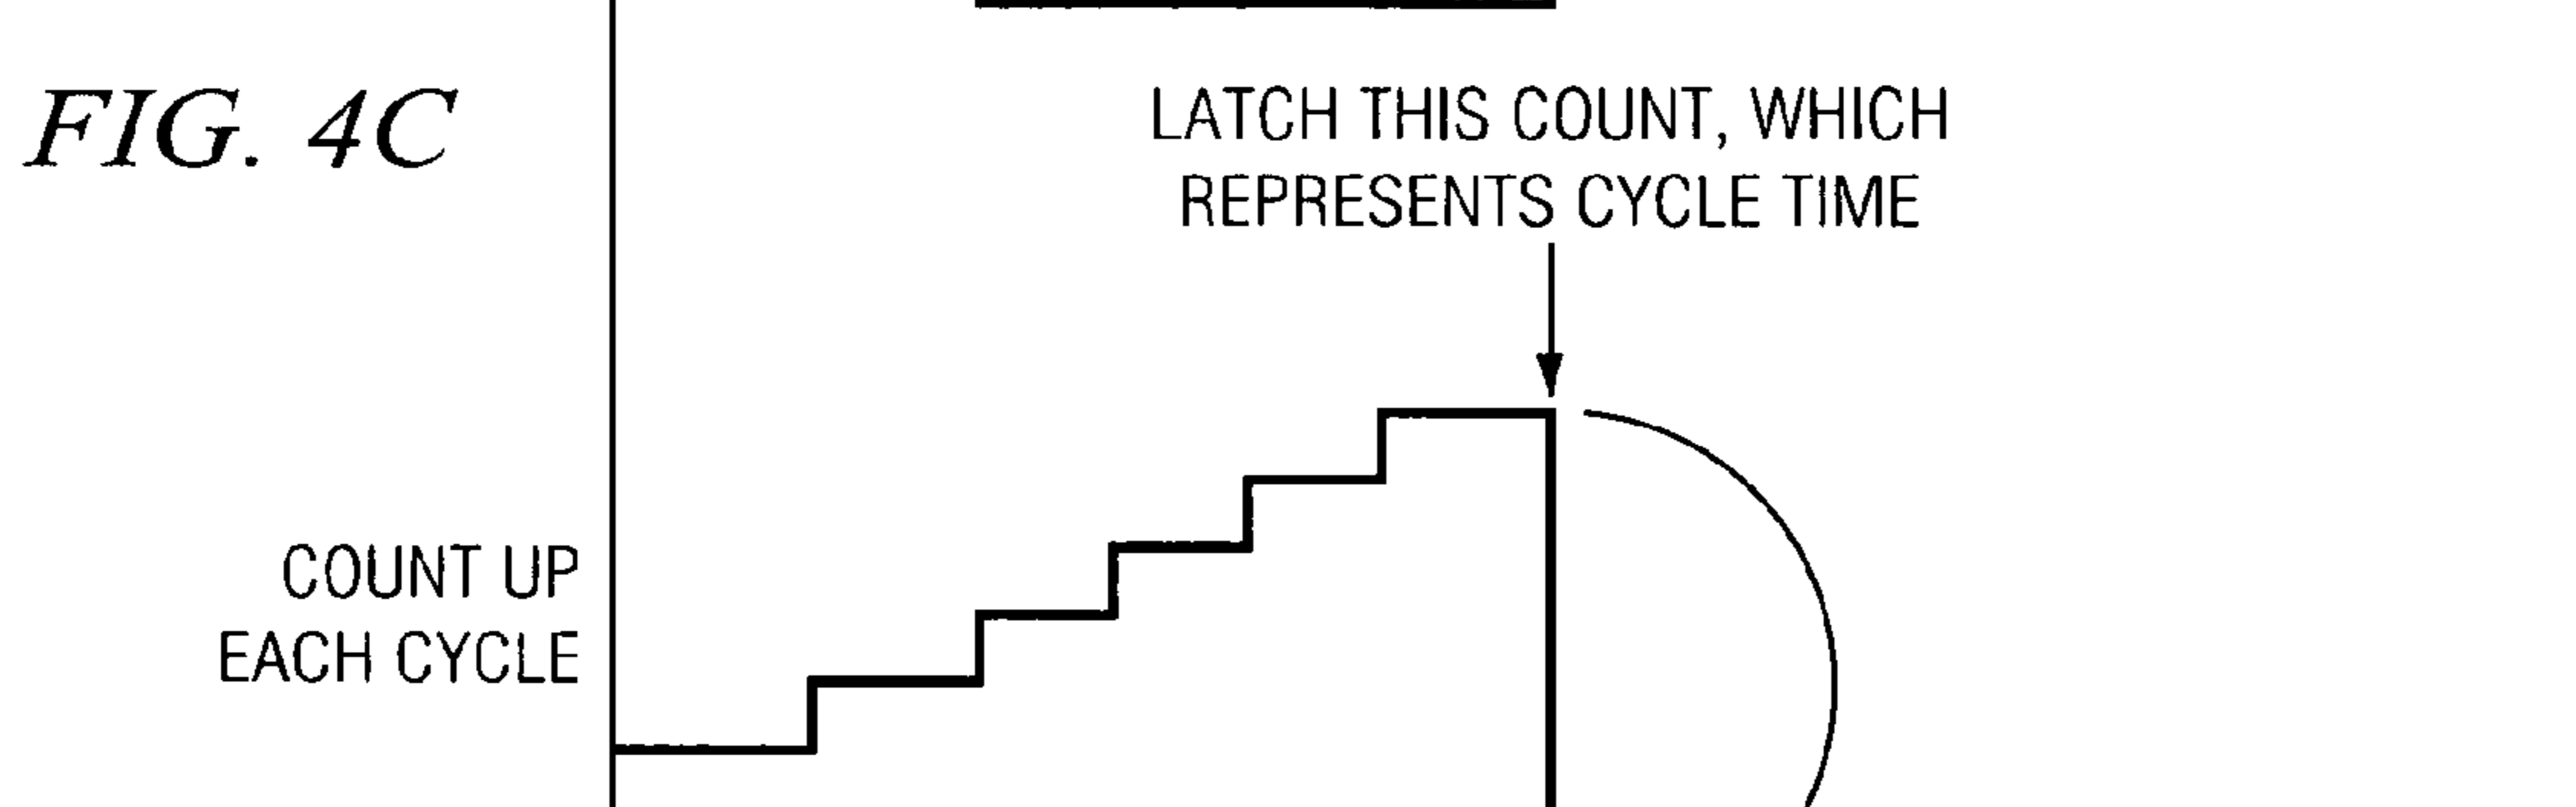 FIG. 4C
LATCH THIS COUNT, WHICH
REPRESENTS CYCLE TIME
COUNT UP
EACH CYCLE